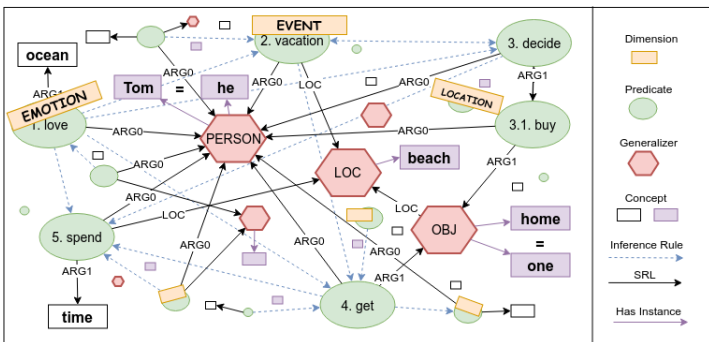 EVENT
2. vacation
3. decide
ocean
ARG0
ARG0
LOC
ARG0
ARG1
Tom = he
ARG1
EMOTION
1. love
LOCATION
3.1. buy
ARG0
PERSON
ARG0
ARG0
LOC
beach
ARG1
ARG0
LOC
LOC
OBJ
home
=
one
5. spend
ARG0
ARG0
ARG0
ARG1
ARG1
4. get
time
Dimension
Predicate
Generalizer
Concept
Inference Rule
SRL
Has Instance